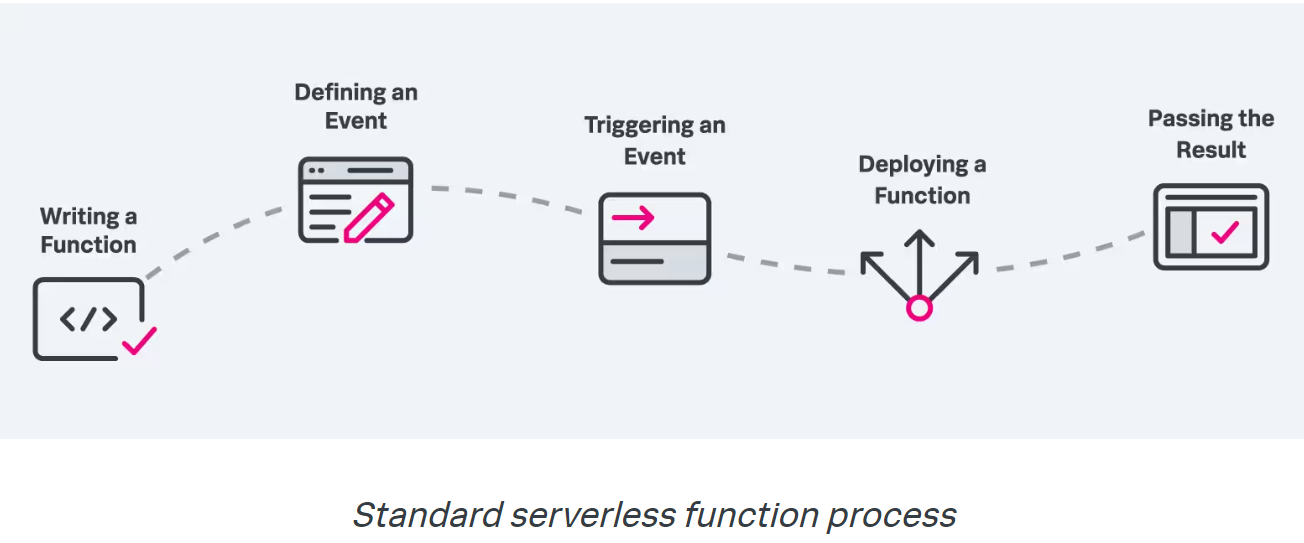 Writing a
Function
Defining an
Event
Triggering an
Event
Deploying a
Function
Passing the
Result
</>
Standard serverless function process